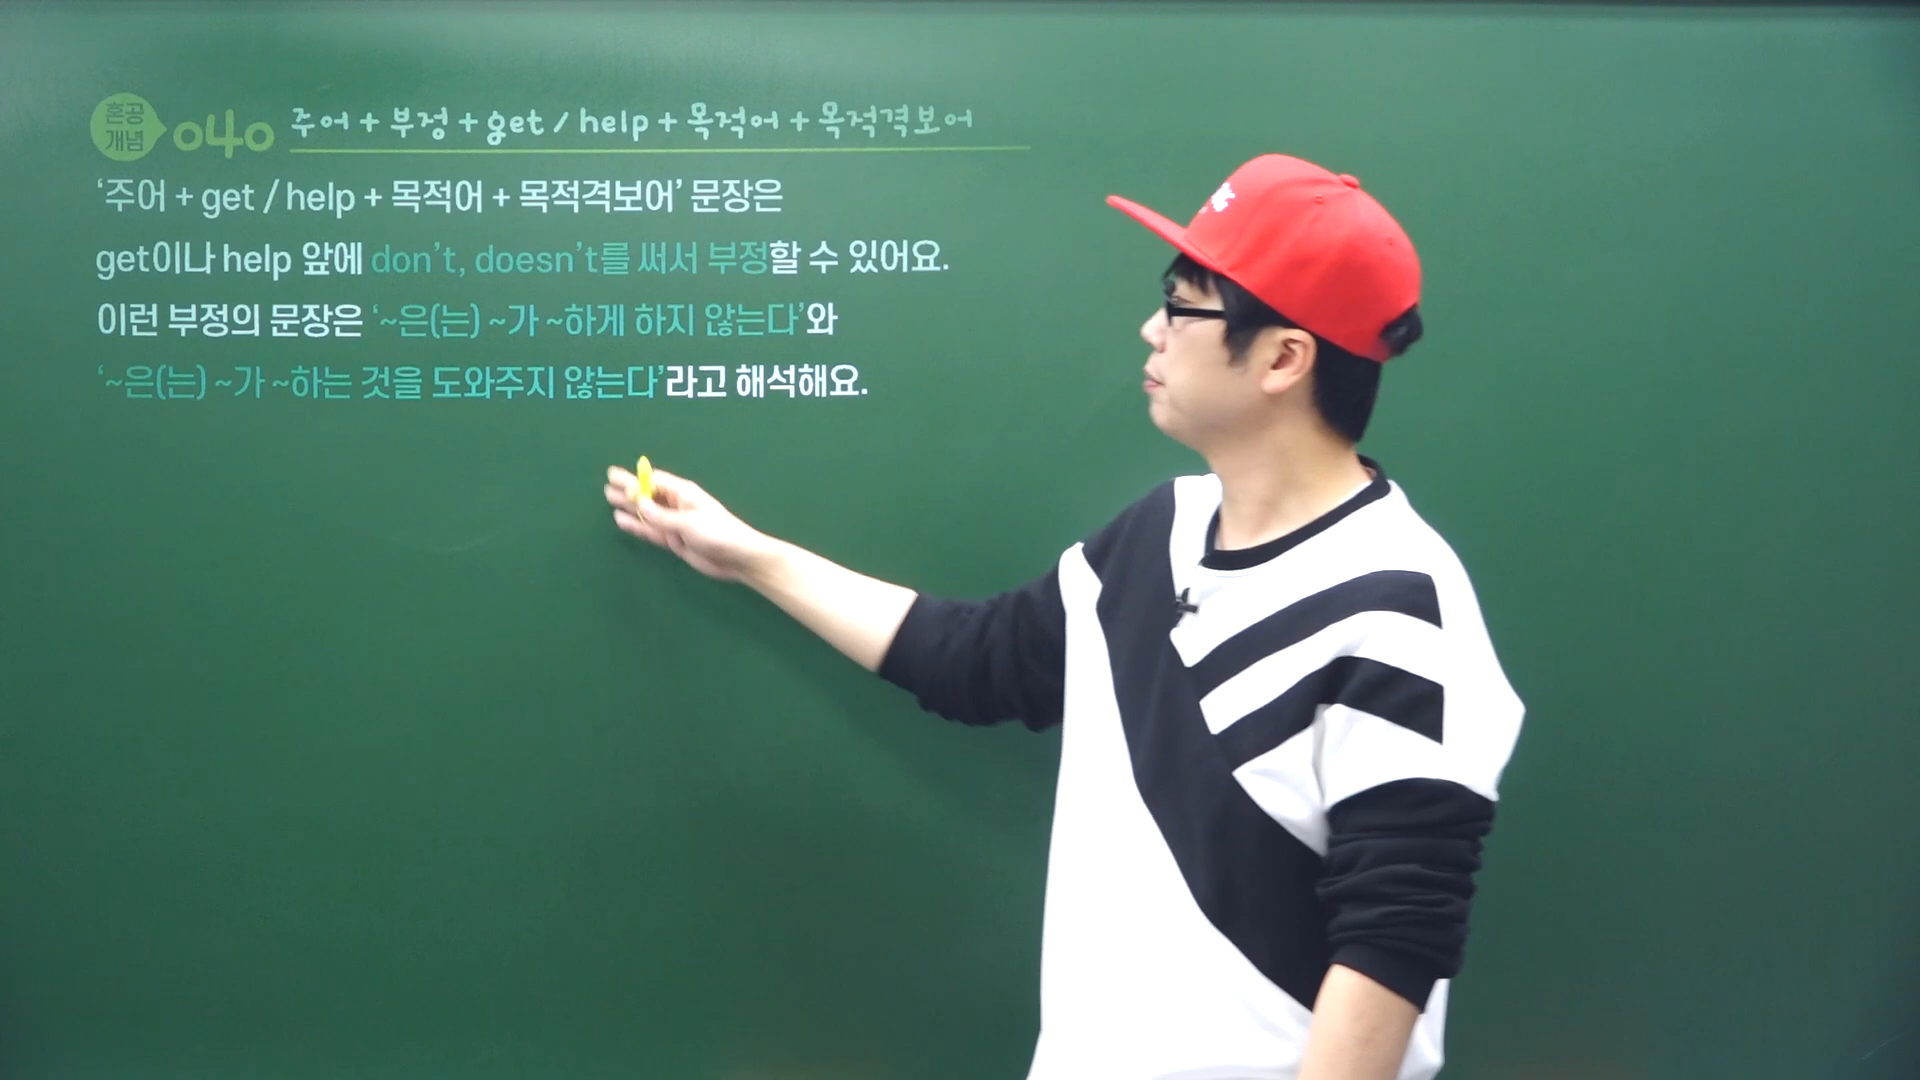 혼공
개념
040 주어 + 부정 + get / help + 목적어 + 목적격보어
‘주어 + get / help + 목적어 + 목적격보어’ 문장은
get이나 help 앞에 don’t, doesn’t를 써서 부정할 수 있어요.
이런 부정의 문장은 ‘~은(는) ~가 ~하게 하지 않는다’와
‘~은(는) ~가 ~하는 것을 도와주지 않는다’라고 해석해요.